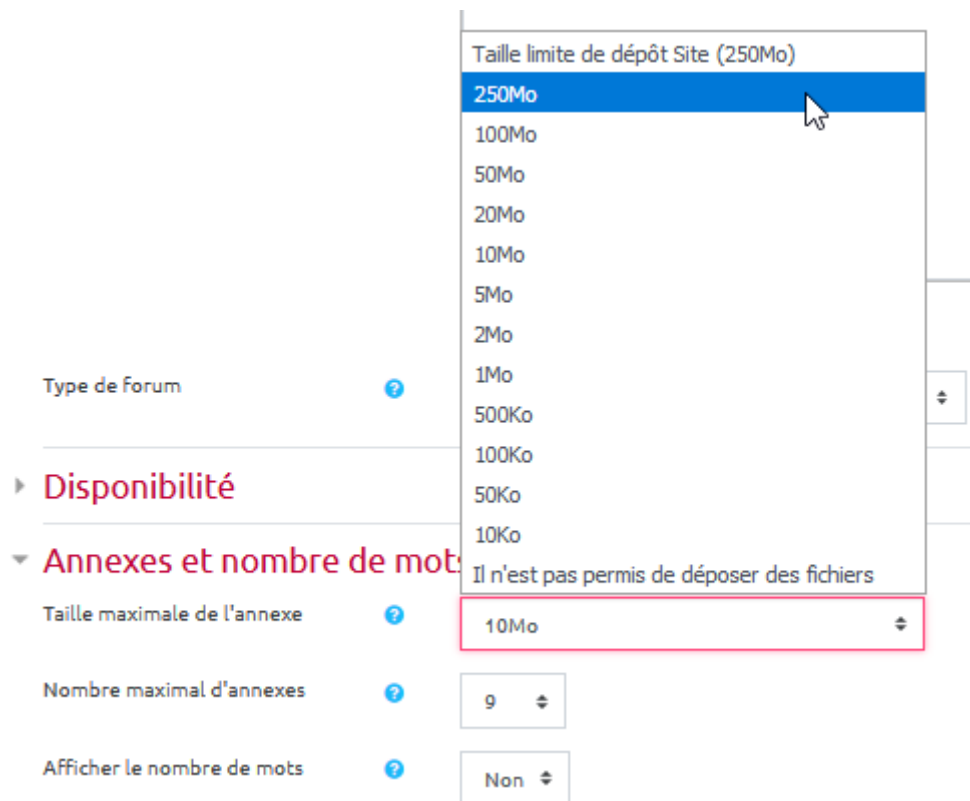 Taille limite de dépôt Site (250Mo)
250Mo
100Mo
50Mo
20Mo
10Mo
5Mo
2Mo
1Mo
500Ko
100Ko
50Ko
10Ko
Il n'est pas permis de déposer des fichiers
Type de forum
Disponibilité
Annexes et nombre de mots
Taille maximale de l'annexe
10Mo
Nombre maximal d'annexes
9
Afficher le nombre de mots
Non